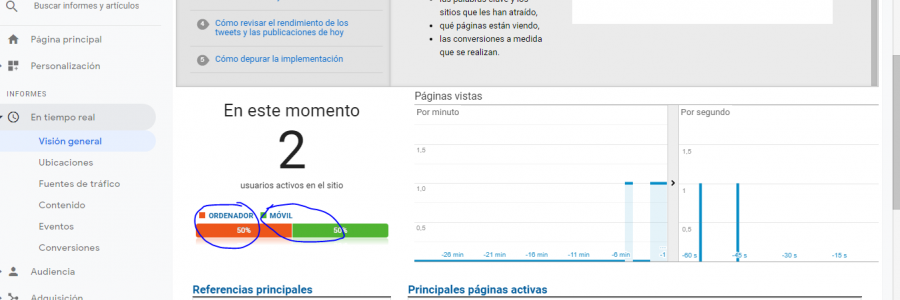 Buscar informes y artículos
Página principal
Personalización
INFORMES
En tiempo real
Visión general
Ubicaciones
Fuentes de tráfico
Contenido
Eventos
Conversiones
Audiencia
Adquisición
4 Cómo revisar el rendimiento de los
tweets y las publicaciones de hoy
5 Cómo depurar la implementación
sitios que les han atraído,
qué páginas están viendo,
las conversiones a medida
que se realizan.
En este momento
2
usuarios activos en el sitio
ORDENADOR MÓVIL
50% 50%
Páginas vistas
Por minuto
1,5
1,0
0,5
-26 min -21 min -16 min -11 min -6 min -1
Por segundo
1,5
1
0,5
-60 s -45 s -30 s -15 s
Referencias principales
Principales páginas activas